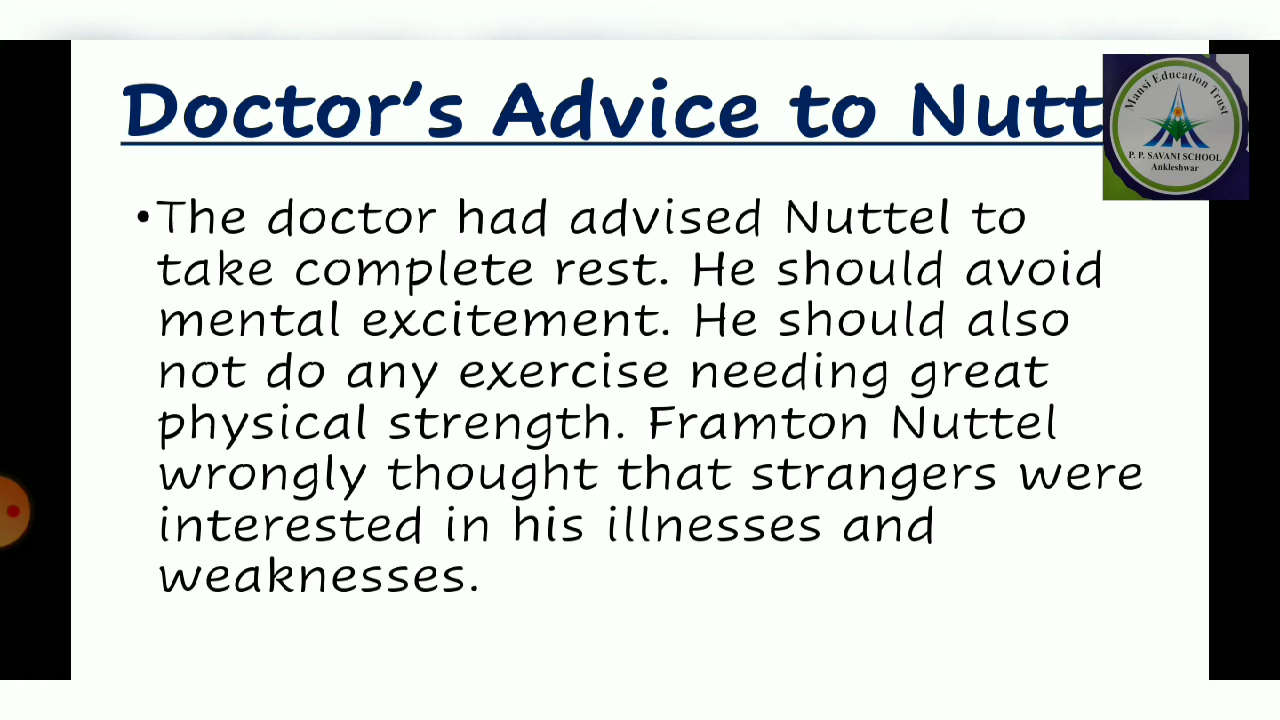 Doctor's Advice to Nutt
Mansi Education Trust
P. P. SAVANI SCHOOL
Ankleshwar
•The doctor had advised Nuttel to
take complete rest. He should avoid
mental excitement. He should also
not do any exercise needing great
physical strength. Framton Nuttel
wrongly thought that strangers were
interested in his illnesses and
weaknesses.